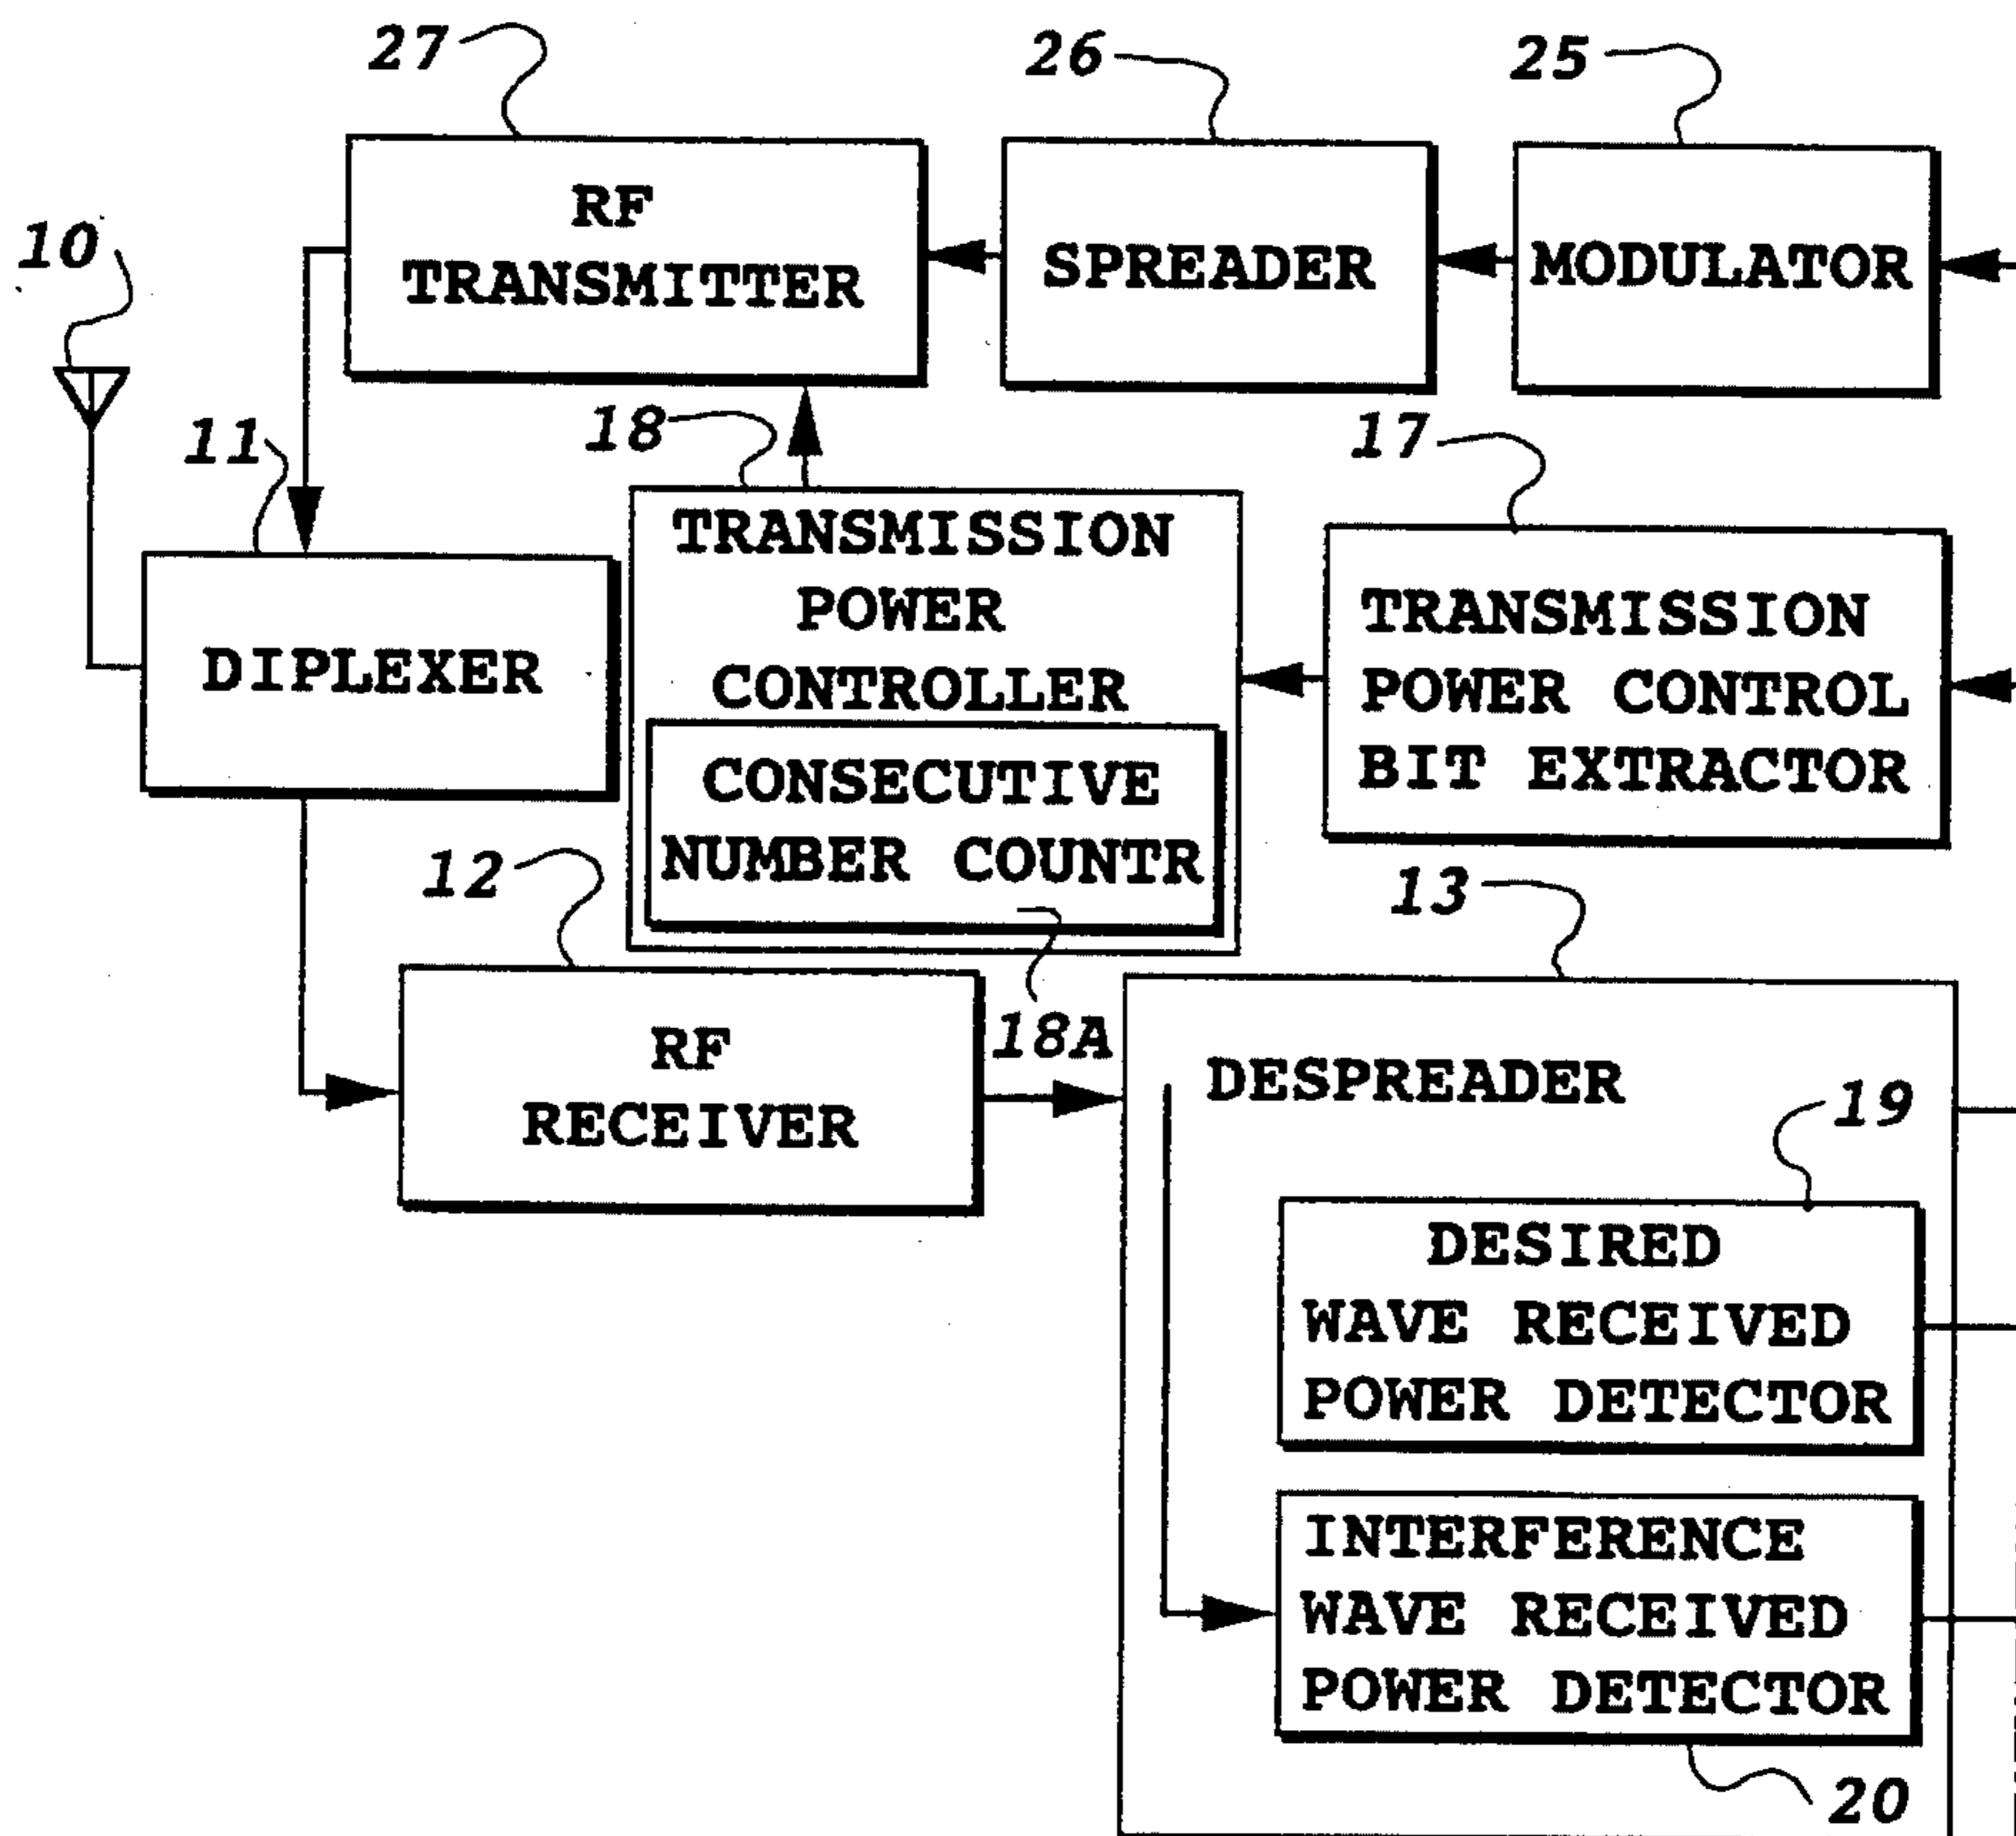 27
26
25
10
RF
TRANSMITTER
SPREADER
MODULATOR
11
18
17
DIPLEXER
TRANSMISSION
POWER
CONTROLLER
CONSECUTIVE
NUMBER COUNTR
TRANSMISSION
POWER CONTROL
BIT EXTRACTOR
12
18A
13
RF
RECEIVER
DESPREADER
19
DESIRED
WAVE RECEIVED
POWER DETECTOR
INTERFERENCE
WAVE RECEIVED
POWER DETECTOR
20